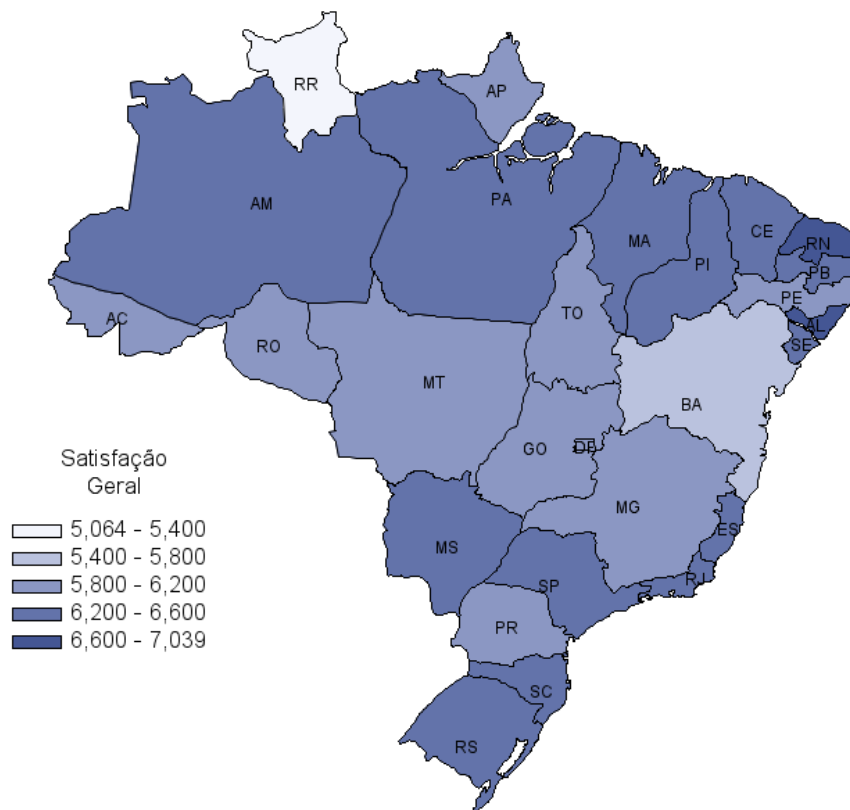 RR
AP
AM
PA
MA
CE
RN
PI
PB
PE
AL
SE
AC
TO
RO
MT
BA
GO
DF
MG
ES
MS
SP
RJ
PR
SC
RS
Satisfação
Geral
5,064 - 5,400
5,400 - 5,800
5,800 - 6,200
6,200 - 6,600
6,600 - 7,039